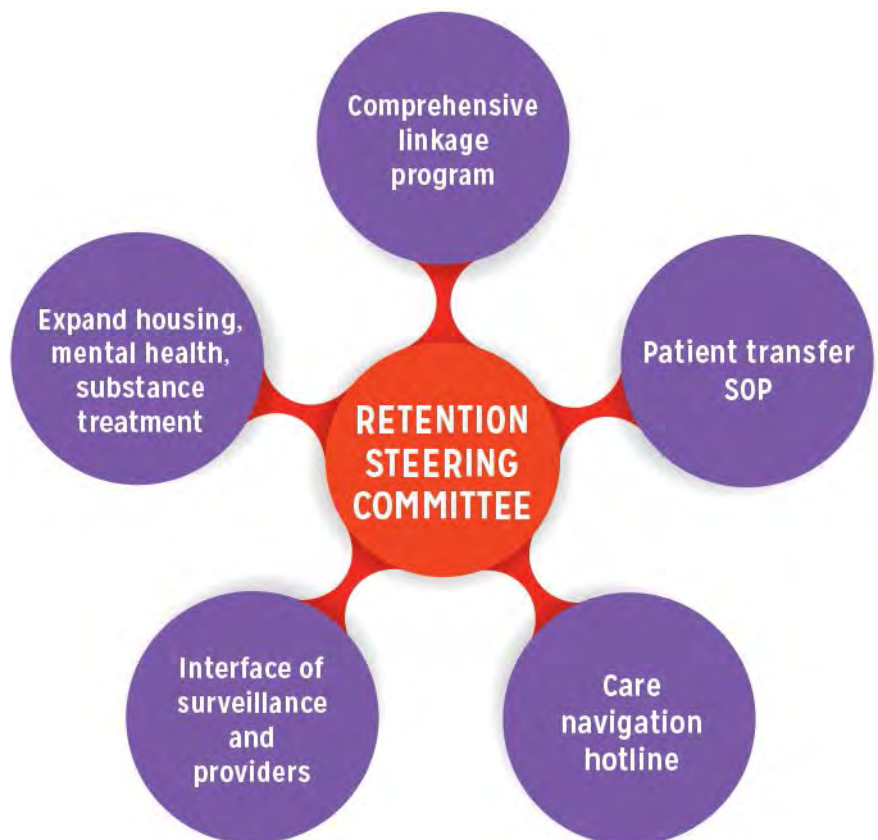 Comprehensive
linkage
program
Patient transfer
SOP
Care
navigation
hotline
Interface of
surveillance
and
providers
Expand housing,
mental health,
substance
treatment
RETENTION
STEERING
COMMITTEE